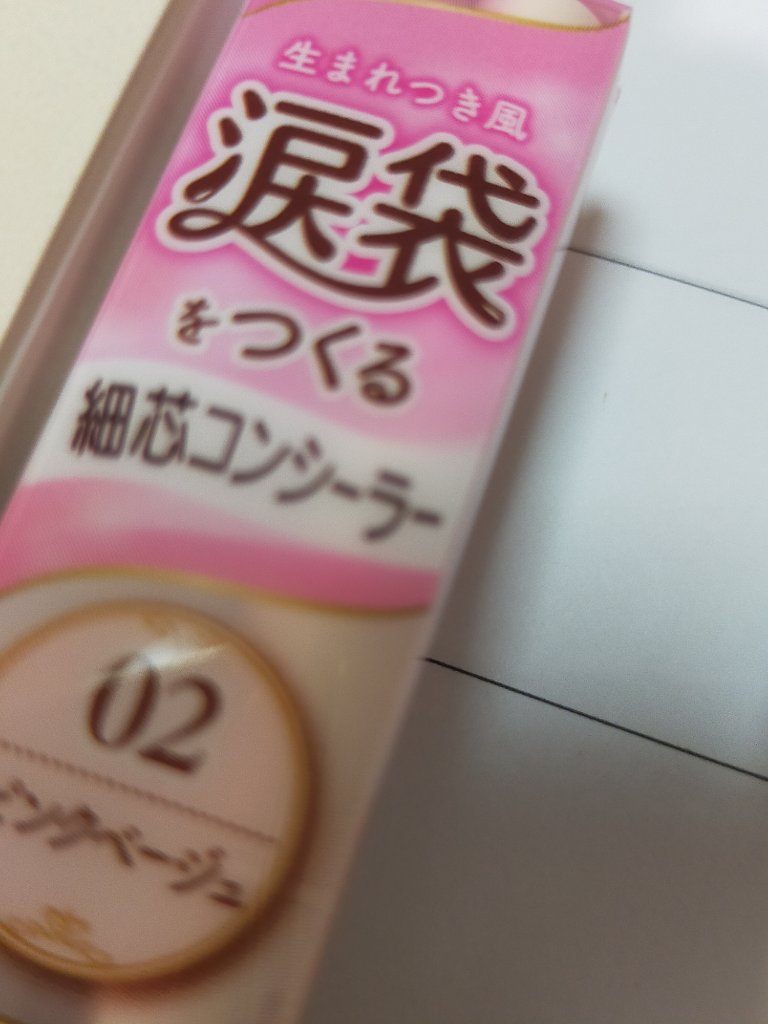 生まれつき風
涙袋
をつくる
細芯コンシーラー
02
ピンクベージュ